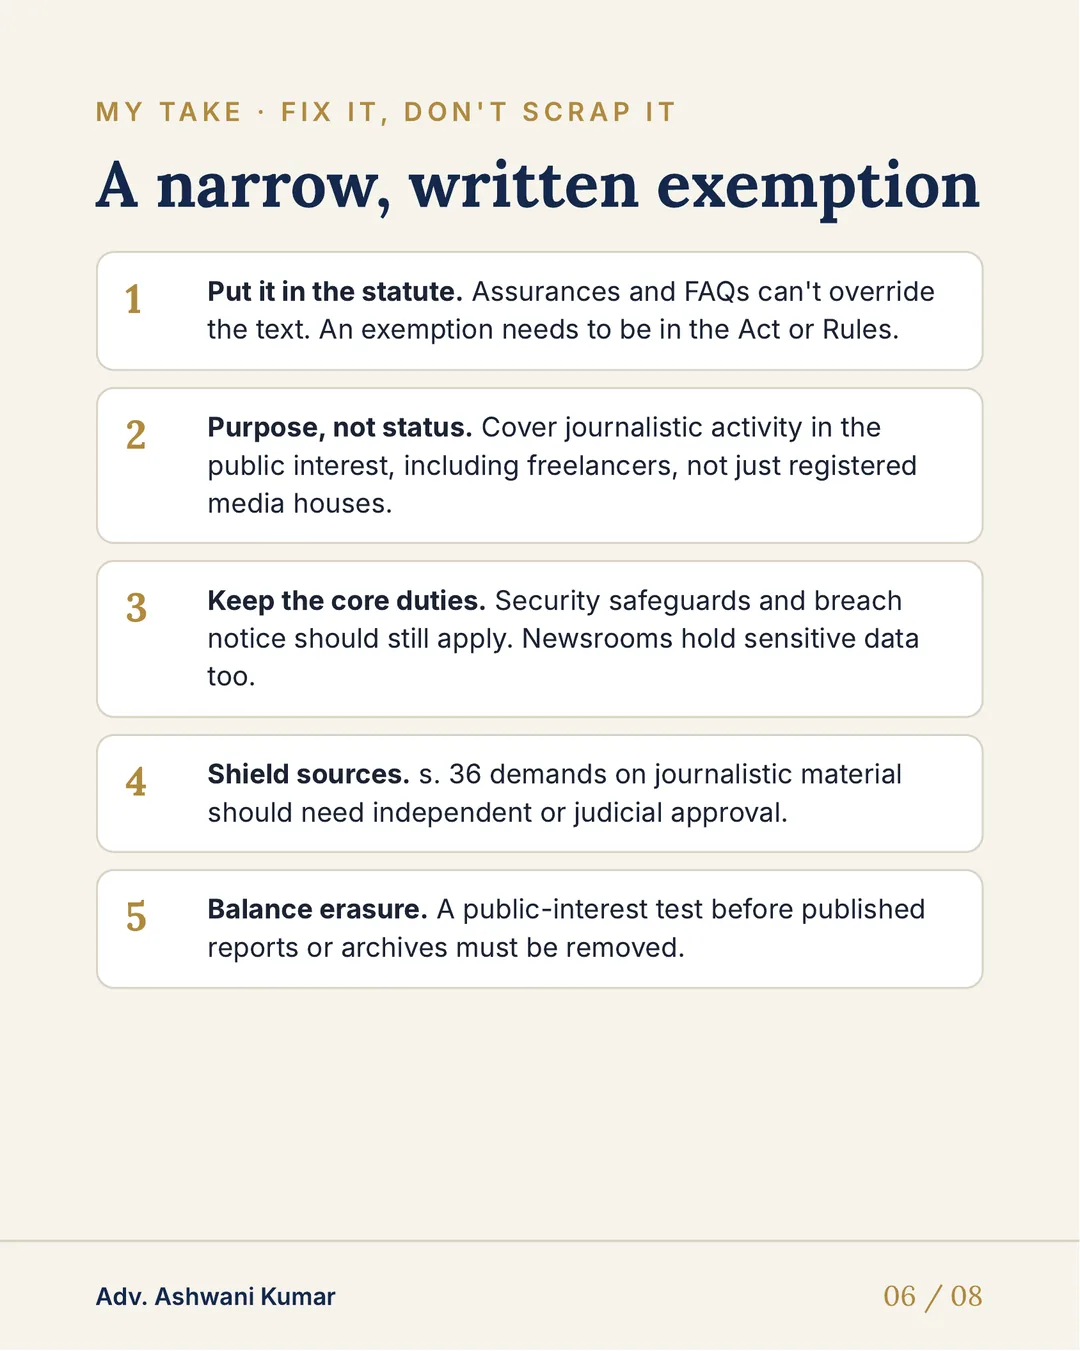 MY TAKE · FIX IT, DON'T SCRAP IT
A narrow, written exemption
1
Put it in the statute. Assurances and FAQs can't override
the text. An exemption needs to be in the Act or Rules.
2
Purpose, not status. Cover journalistic activity in the
public interest, including freelancers, not just registered
media houses.
3
Keep the core duties. Security safeguards and breach
notice should still apply. Newsrooms hold sensitive data
too.
4
Shield sources. s. 36 demands on journalistic material
should need independent or judicial approval.
5
Balance erasure. A public-interest test before published
reports or archives must be removed.
Adv. Ashwani Kumar
06 / 08